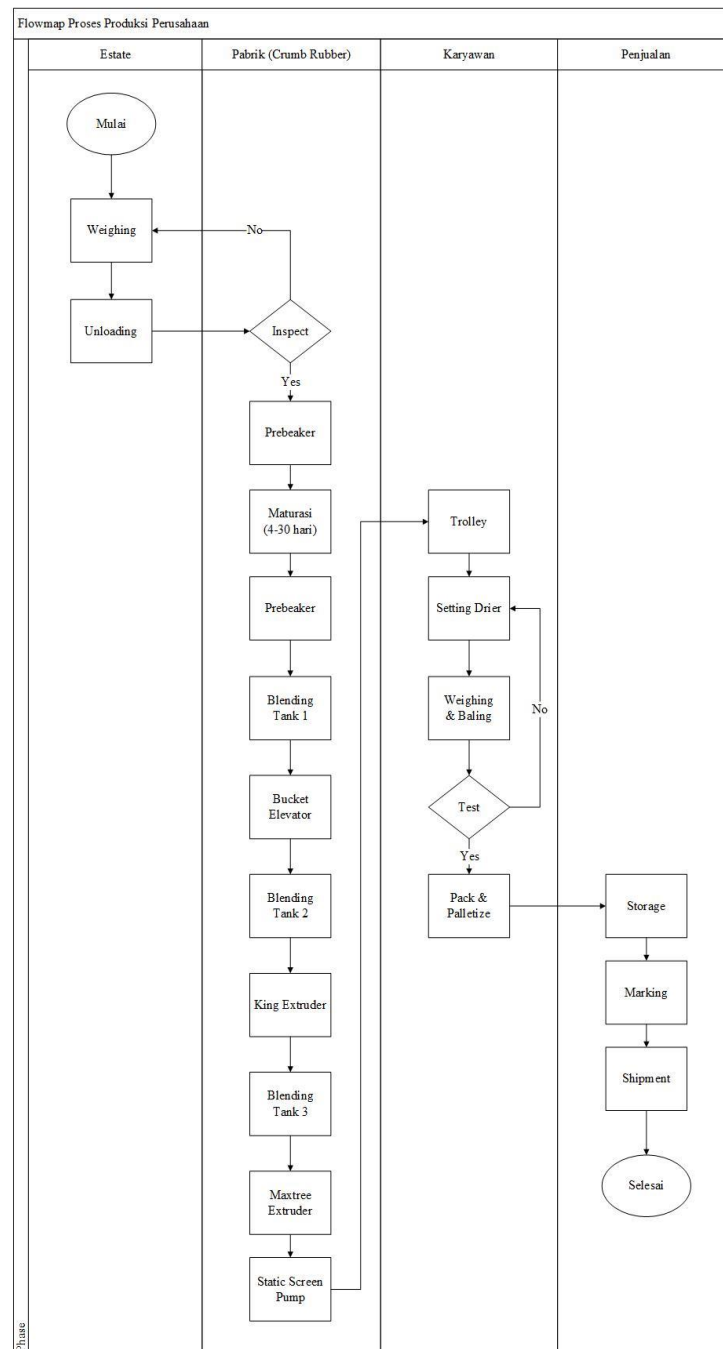 Flowmap Proses Produksi Perusahaan
Estate
Pabrik (Crumb Rubber)
Karyawan
Penjualan
Mulai
Weighing
No
Unloading
Inspect
Yes
Prebeaker
Maturasi
(4-30 hari)
Prebeaker
Blending
Tank 1
Bucket
Elevator
Blending
Tank 2
King Extruder
Blending
Tank 3
Maxtree
Extruder
Static Screen
Pump
Trolley
Setting Drier
Weighing
& Baling
No
Test
Yes
Pack &
Palletize
Storage
Marking
Shipment
Selesai
Phase